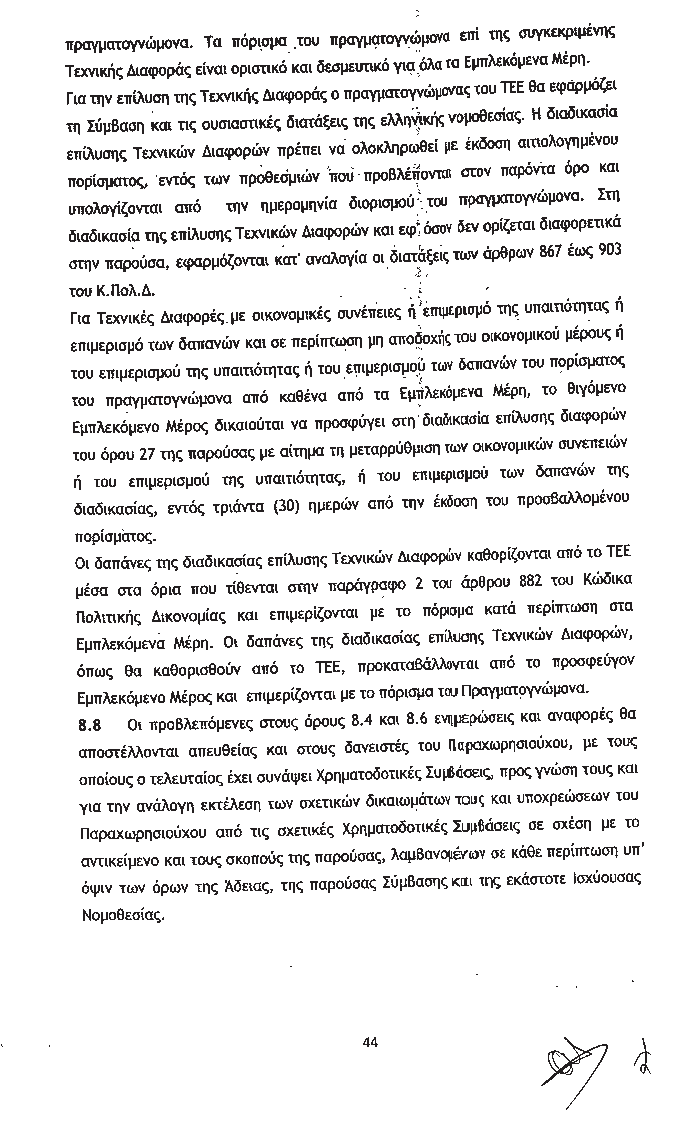 πραγματογνώμονα. Τα πόρισμα του πραγματογνώμονα επί της συγκεκριμένης
Τεχνικής Διαφοράς είναι οριστικό και δεσμευτικό για όλα τα Εμπλεκόμενα Μέρη.
Για την επίλυση της Τεχνικής Διαφοράς ο πραγματογνώμονας του ΤΕΕ θα εφαρμόζει
τη Σύμβαση και τις ουσιαστικές διατάξεις της ελληνικής νομοθεσίας. Η διαδικασία
επίλυσης Τεχνικών Διαφορών πρέπει να ολοκληρωθεί με έκδοση αιτιολογημένου
πορίσματος, εντός των προθεσμιών που προβλέπονται στον παρόντα όρο και
υπολογίζονται από την ημερομηνία διορισμού του πραγματογνώμονα. Στη
διαδικασία της επίλυσης Τεχνικών Διαφορών και εφ' όσον δεν ορίζεται διαφορετικά
στην παρούσα, εφαρμόζονται κατ' αναλογία οι διατάξεις των άρθρων 867 έως 903
του Κ.Πολ.Δ.
Για Τεχνικές Διαφορές με οικονομικές συνέπειες ή επιμερισμό της υπαιτιότητας ή
επιμερισμό των δαπανών και σε περίπτωση μη αποδοχής του οικονομικού μέρους ή
του επιμερισμού της υπαιτιότητας ή του επιμερισμού των δαπανών του πορίσματος
του πραγματογνώμονα από καθένα από τα Εμπλεκόμενα Μέρη, το θιγόμενο
Εμπλεκόμενο Μέρος δικαιούται να προσφύγει στη διαδικασία επίλυσης διαφορών
του όρου 27 της παρούσας με αίτημα τη μεταρρύθμιση των οικονομικών συνεπειών
ή του επιμερισμού της υπαιτιότητας, ή του επιμερισμού των δαπανών της
διαδικασίας, εντός τριάντα (30) ημερών από την έκδοση του προσβαλλομένου
πορίσματος.
Οι δαπάνες της διαδικασίας επίλυσης Τεχνικών Διαφορών καθορίζονται από το ΤΕΕ
μέσα στα όρια που τίθενται στην παράγραφο 2 του άρθρου 882 του Κώδικα
Πολιτικής Δικονομίας και επιμερίζονται με το πόρισμα κατά περίπτωση στα
Εμπλεκόμενα Μέρη. Οι δαπάνες της διαδικασίας επίλυσης Τεχνικών Διαφορών,
όπως θα καθορισθούν από το ΤΕΕ, προκαταβάλλονται από το προσφεύγον
Εμπλεκόμενο Μέρος και επιμερίζονται με το πόρισμα του Πραγματογνώμονα.
8.8 Οι προβλεπόμενες στους όρους 8.4 και 8.6 ενημερώσεις και αναφορές θα
αποστέλλονται απευθείας και στους δανειστές του Παραχωρησιούχου, με τους
οποίους ο τελευταίος έχει συνάψει Χρηματοδοτικές Συμβάσεις, προς γνώση τους και
για την ανάλογη εκτέλεση των σχετικών δικαιωμάτων τους και υποχρεώσεων του
Παραχωρησιούχου από τις σχετικές Χρηματοδοτικές Συμβάσεις σε σχέση με το
αντικείμενο και τους σκοπούς της παρούσας, λαμβανομένων σε κάθε περίπτωση υπ'
όψιν των όρων της Άδειας, της παρούσας Σύμβασης και της εκάστοτε Ισχύουσας
Νομοθεσίας.
44